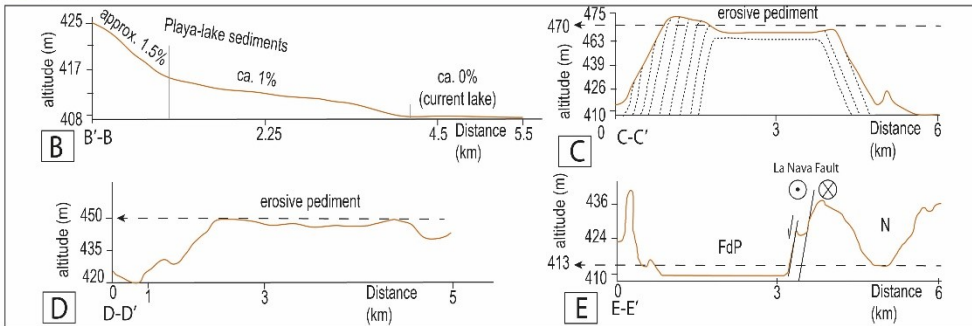 425
417
408
altitude (m)
approx. 1.5%
Playa-lake sediments
ca. 1%
ca. 0%
(current lake)
2.25
4.5
Distance
5.5
(km)
B
B'-B
475
470
463
445
426
410
altitude (m)
erosive pediment
0
3
Distance
6
(km)
C
C-C'
450
435
420
altitude (m)
erosive pediment
0
1
3
Distance
5
(km)
D
D-D'
La Nava Fault
436
424
413
410
altitude (m)
FdP
N
0
3
Distance
6
(km)
E
E-E'